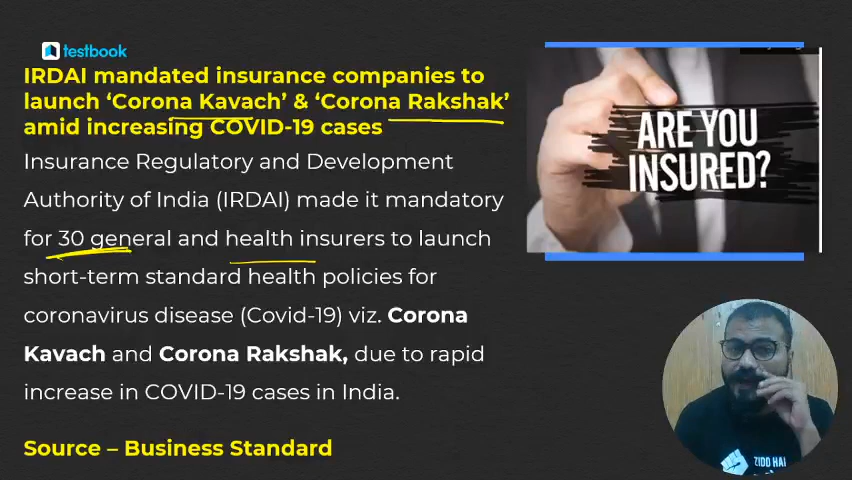 testbook
IRDAI mandated insurance companies to
launch ‘Corona Kavach’ & ‘Corona Rakshak’
amid increasing COVID-19 cases
Insurance Regulatory and Development
Authority of India (IRDAI) made it mandatory
for 30 general and health insurers to launch
short-term standard health policies for
coronavirus disease (Covid-19) viz. Corona
Kavach and Corona Rakshak, due to rapid
increase in COVID-19 cases in India.
Source – Business Standard
ARE YOU
INSURED?
ZIDD HAI